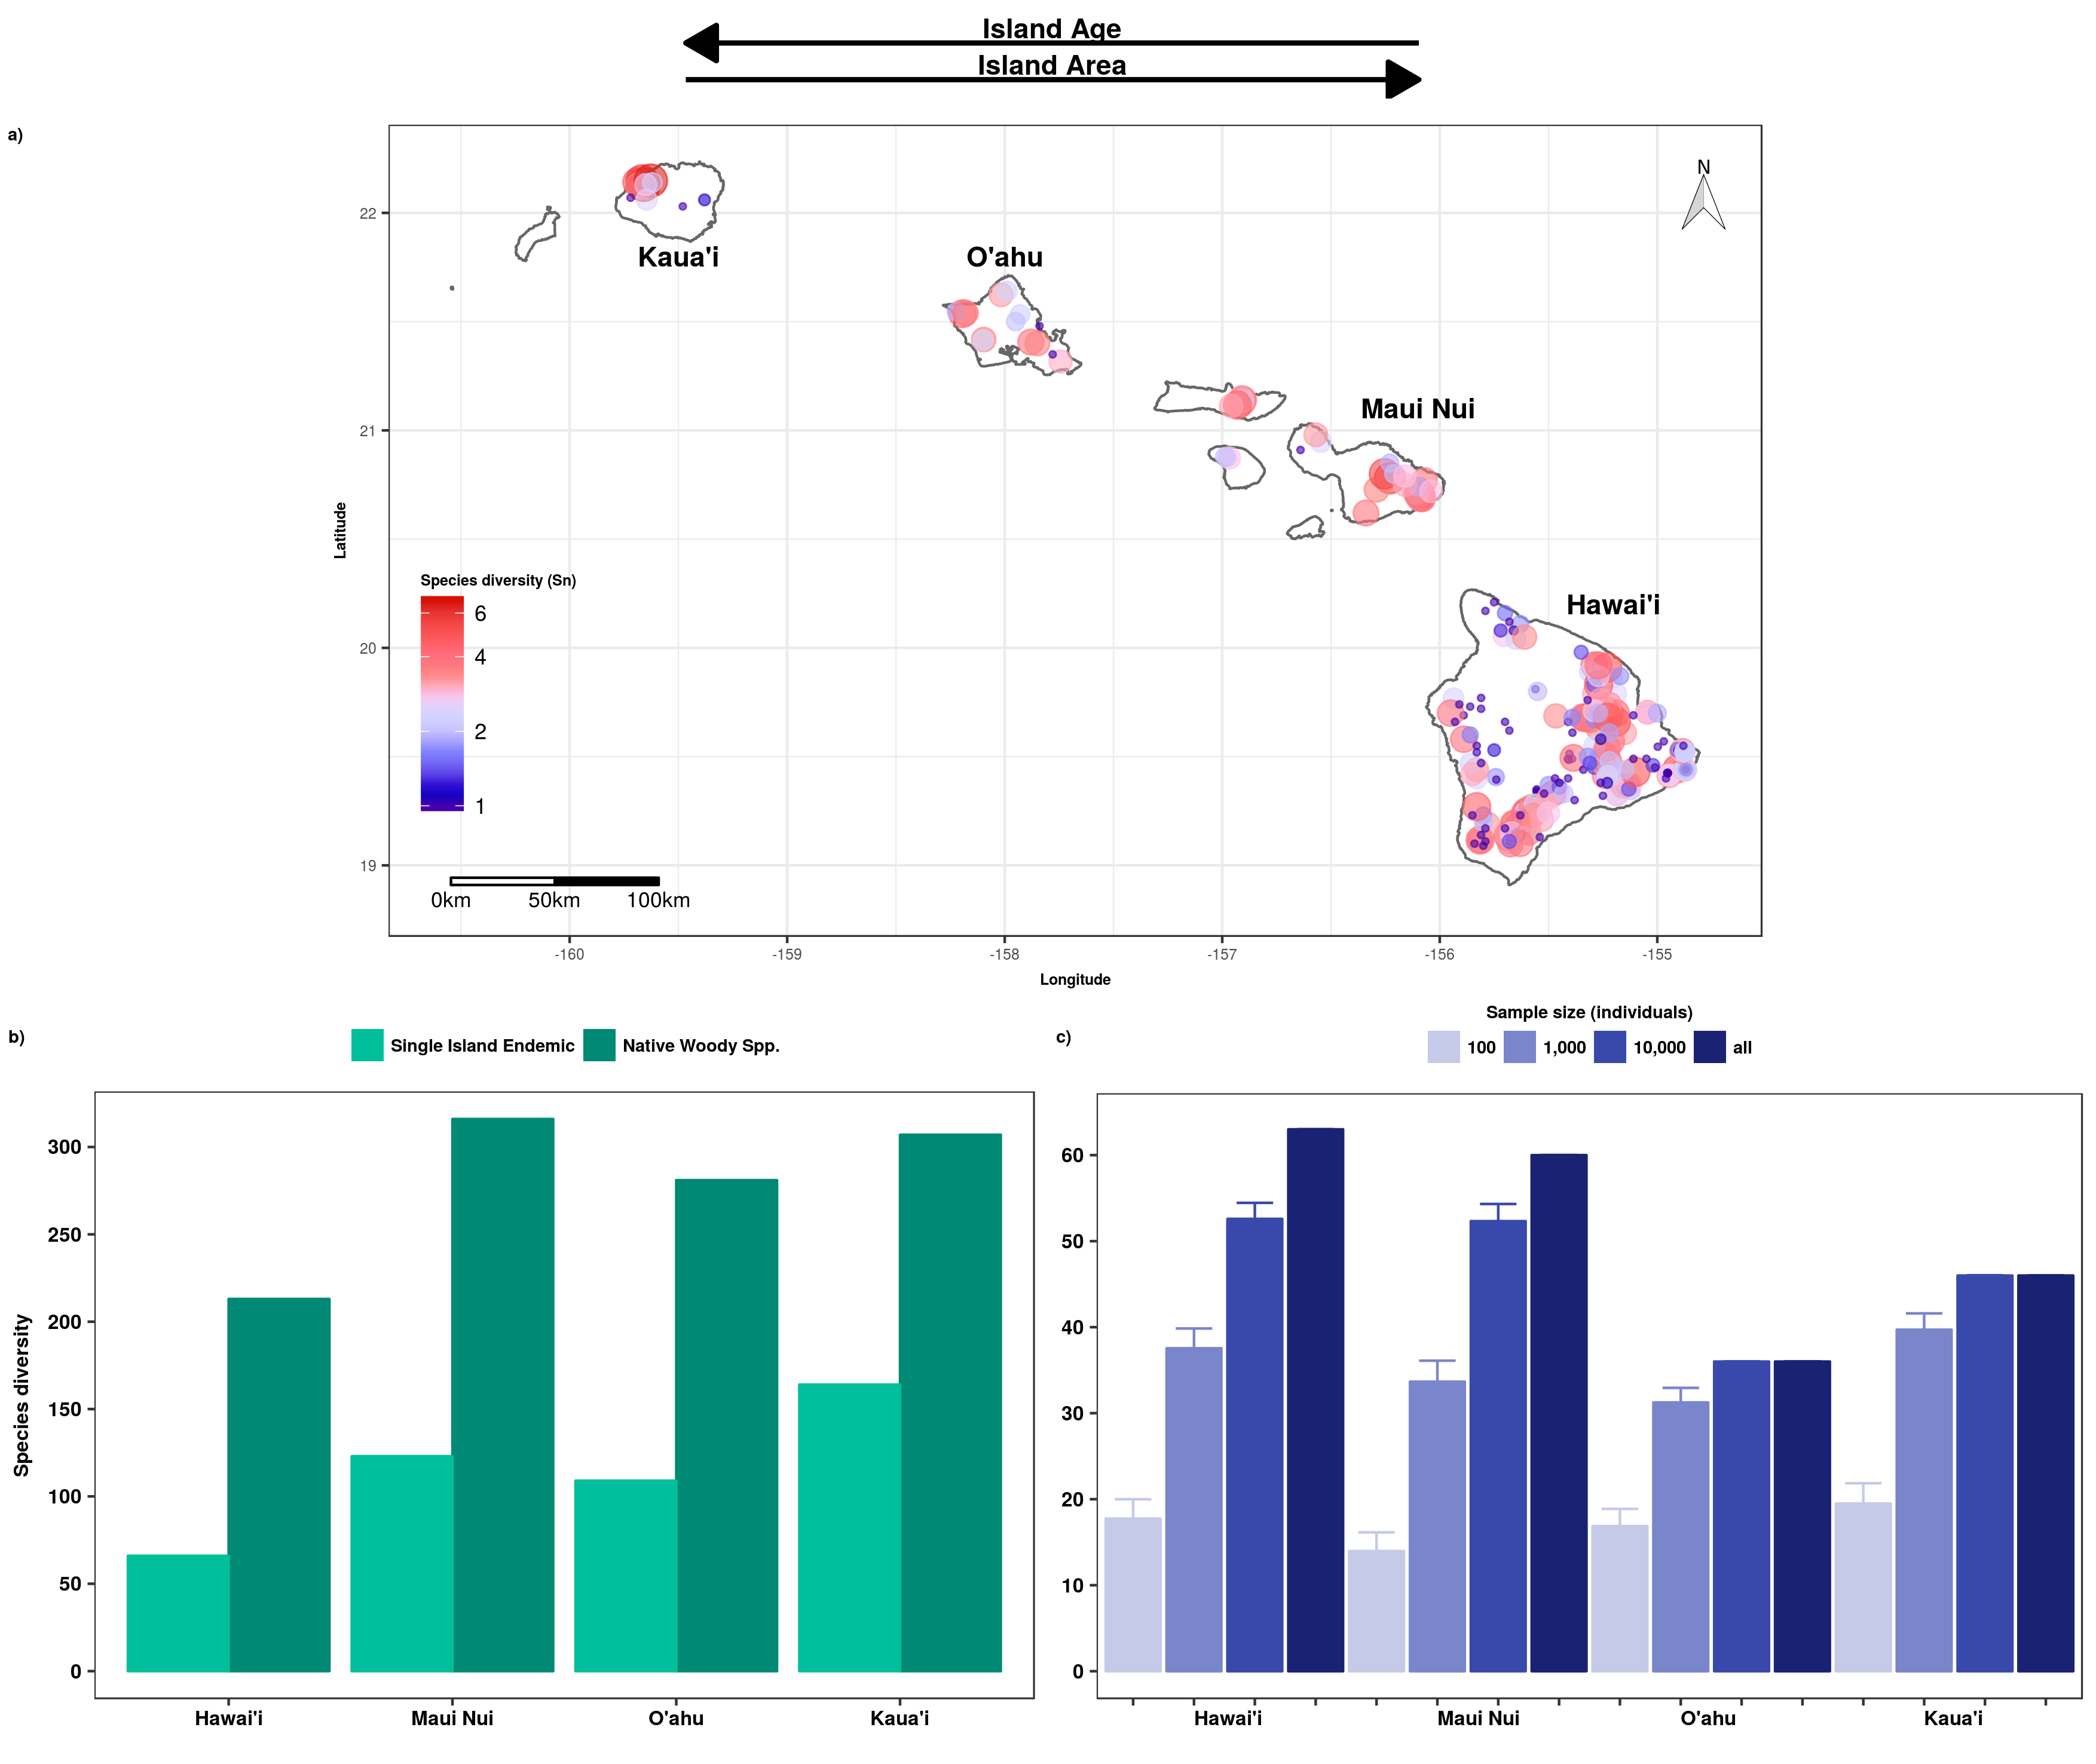 Island Age
Island Area
a)
N
22
21
20
19
Latitude
Kaua'i
O'ahu
Maui Nui
Hawai'i
Species diversity (Sn)
6
4
2
1
0km 50km 100km
-160 -159 -158 -157 -156 -155
Longitude
b)
Single Island Endemic Native Woody Spp.
Species diversity
300
250
200
150
100
50
0
Hawai'i Maui Nui O'ahu Kaua'i
c)
Sample size (individuals)
100 1,000 10,000 all
60
50
40
30
20
10
0
Hawai'i Maui Nui O'ahu Kaua'i